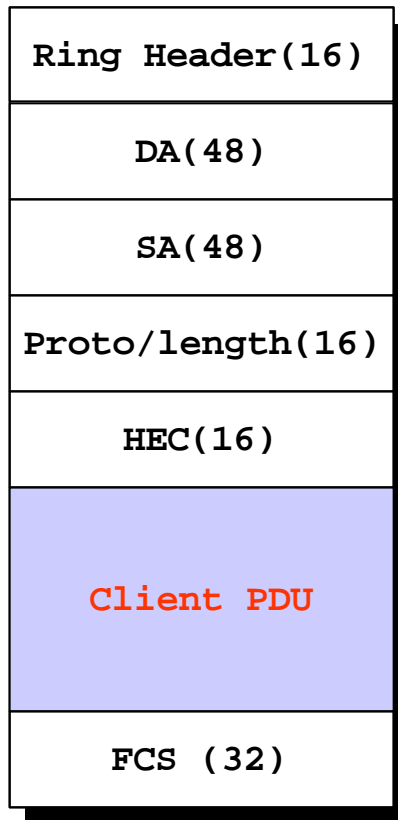 Ring Header(16)
DA(48)
SA(48)
Proto/length(16)
HEC(16)
Client PDU
FCS (32)